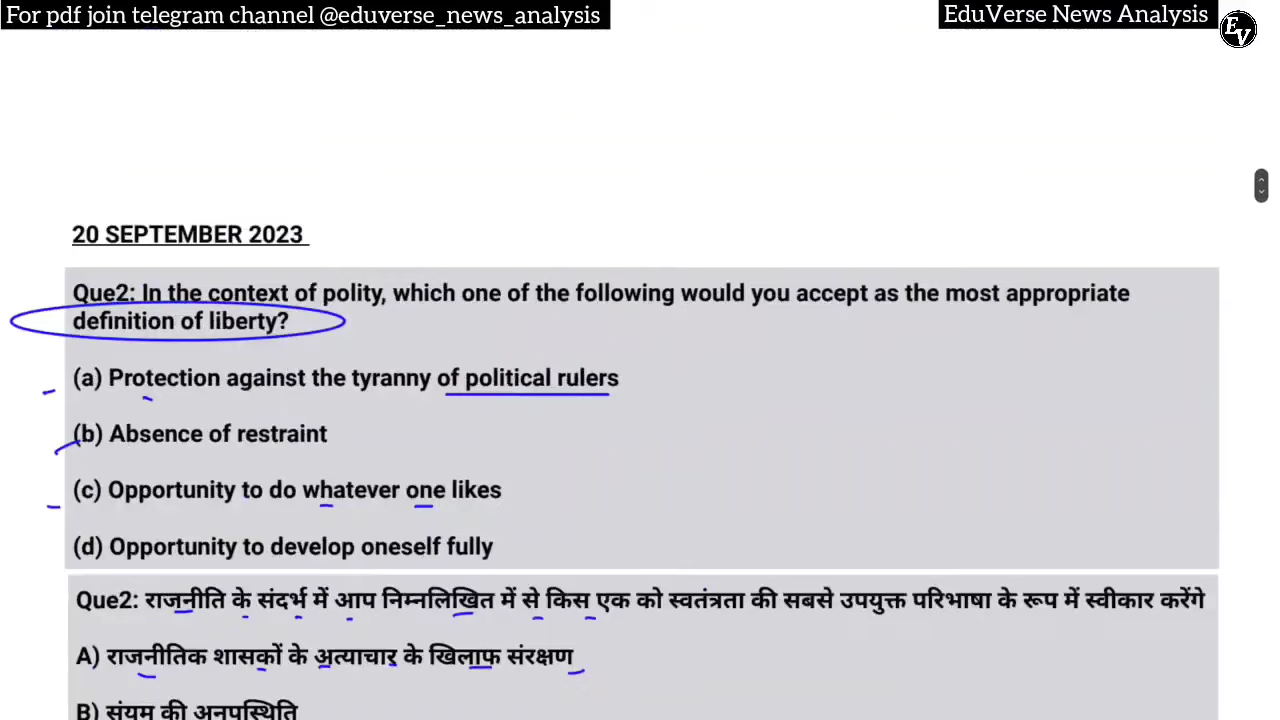 For pdf join telegram channel @eduverse_news_analysis
EduVerse News Analysis
EV
20 SEPTEMBER 2023
Que2: In the context of polity, which one of the following would you accept as the most appropriate
definition of liberty?
(a) Protection against the tyranny of political rulers
(b) Absence of restraint
(c) Opportunity to do whatever one likes
(d) Opportunity to develop oneself fully
Que2: राजनीति के संदर्भ में आप निम्नलिखित में से किस एक को स्वतंत्रता की सबसे उपयुक्त परिभाषा के रूप में स्वीकार करेंगे
A) राजनीतिक शासकों के अत्याचार के खिलाफ संरक्षण
B) संयम की अनुपस्थिति